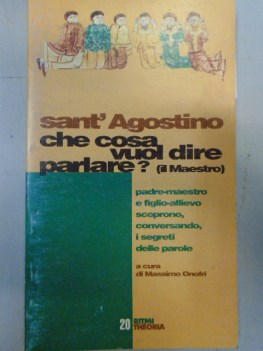 sant'Agostino
che cosa
vuol dire
parlare? (il Maestro)
padre-maestro
e figlio-allievo
scoprono,
conversando,
i segreti
delle parole
a cura
di Massimo Onofri
20 RITMI
THEORIA